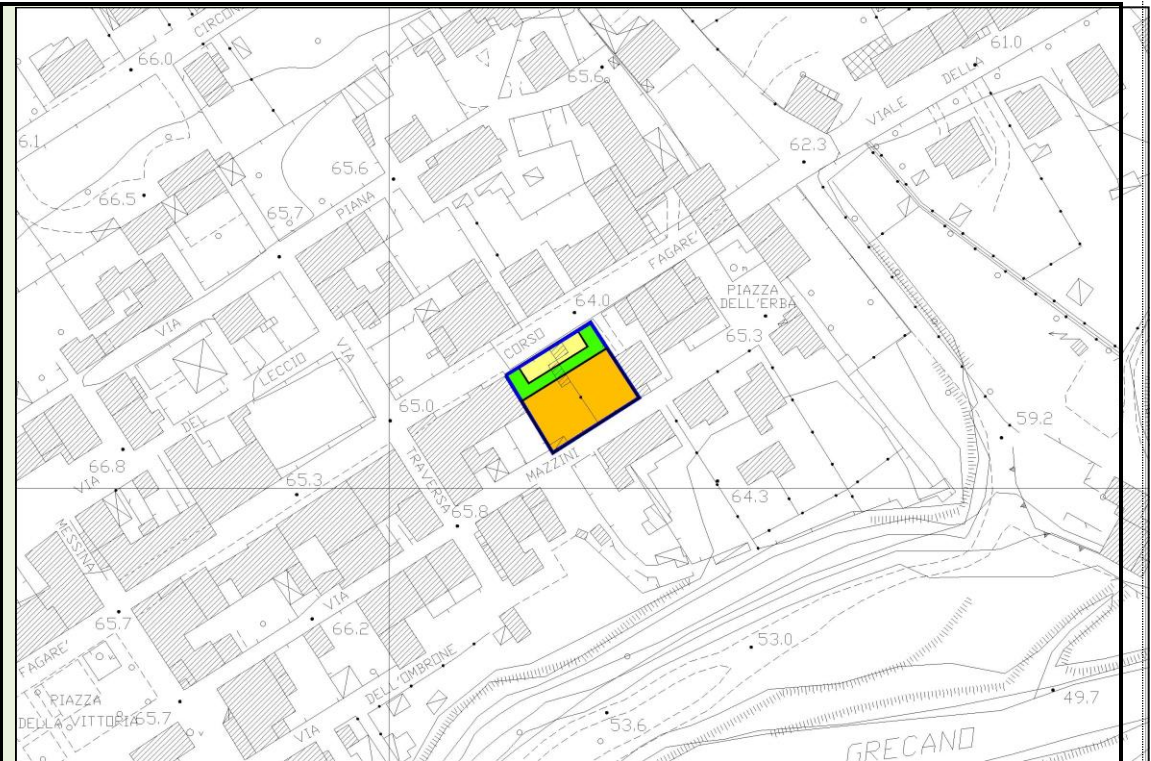 CIRCON
66.0
65.6
61.0
VIALE DELLA
62.3
6.1
65.6
66.5
65.7
VIA PIANA
CORSO FAGARE'
64.0
PIAZZA
DELL'ERBA
65.3
VIA DEL LECCIO
VIA TRAVERSA
65.0
59.2
66.8
VIA
MAZZINI
65.3
64.3
65.8
MESSINA
VIA
66.2
65.7
FAGARE'
53.0
PIAZZA
DELLA VITTORIA
65.7
VIA DELL'OMBRONE
49.7
53.6
GRECANO